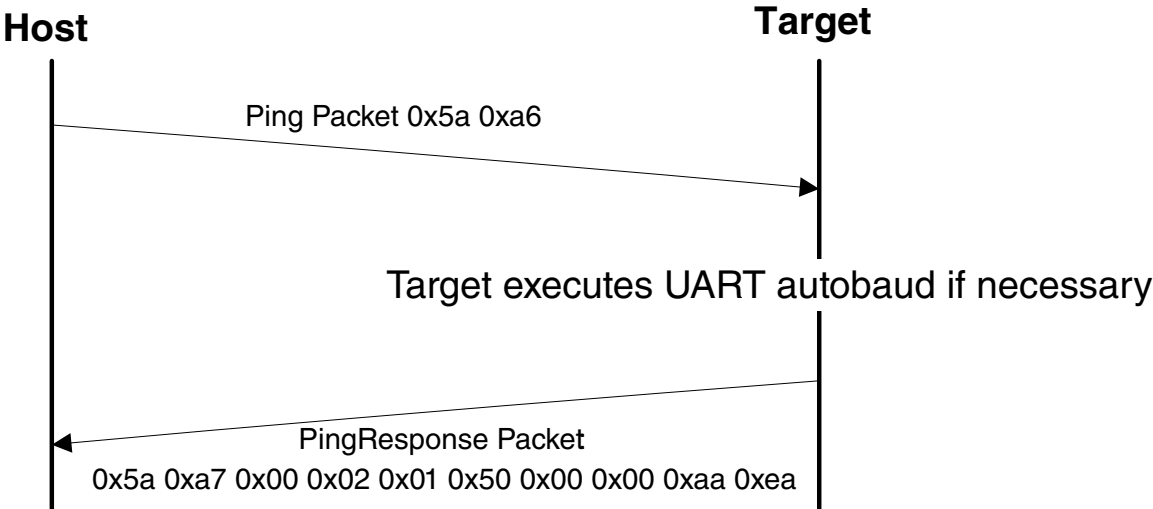 Host
Target
Ping Packet 0x5a 0xa6
Target executes UART autobaud if necessary
PingResponse Packet
0x5a 0xa7 0x00 0x02 0x01 0x50 0x00 0x00 0xaa 0xea